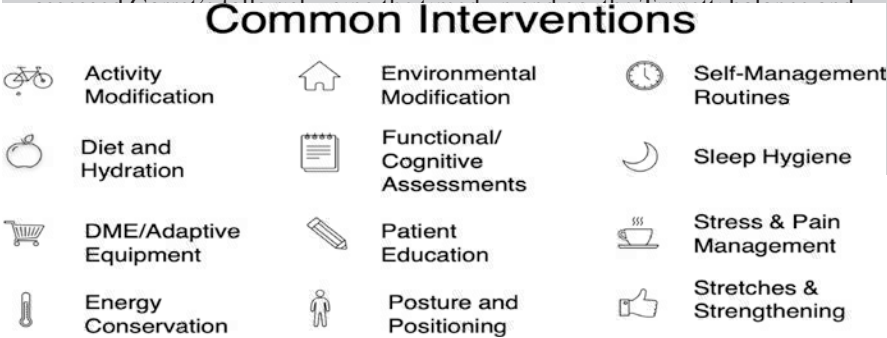 Common Interventions
Activity
Modification
Environmental
Modification
Self-Management
Routines
Diet and
Hydration
Functional/
Cognitive
Assessments
Sleep Hygiene
DME/Adaptive
Equipment
Patient
Education
Stress & Pain
Management
Energy
Conservation
Posture and
Positioning
Stretches &
Strengthening